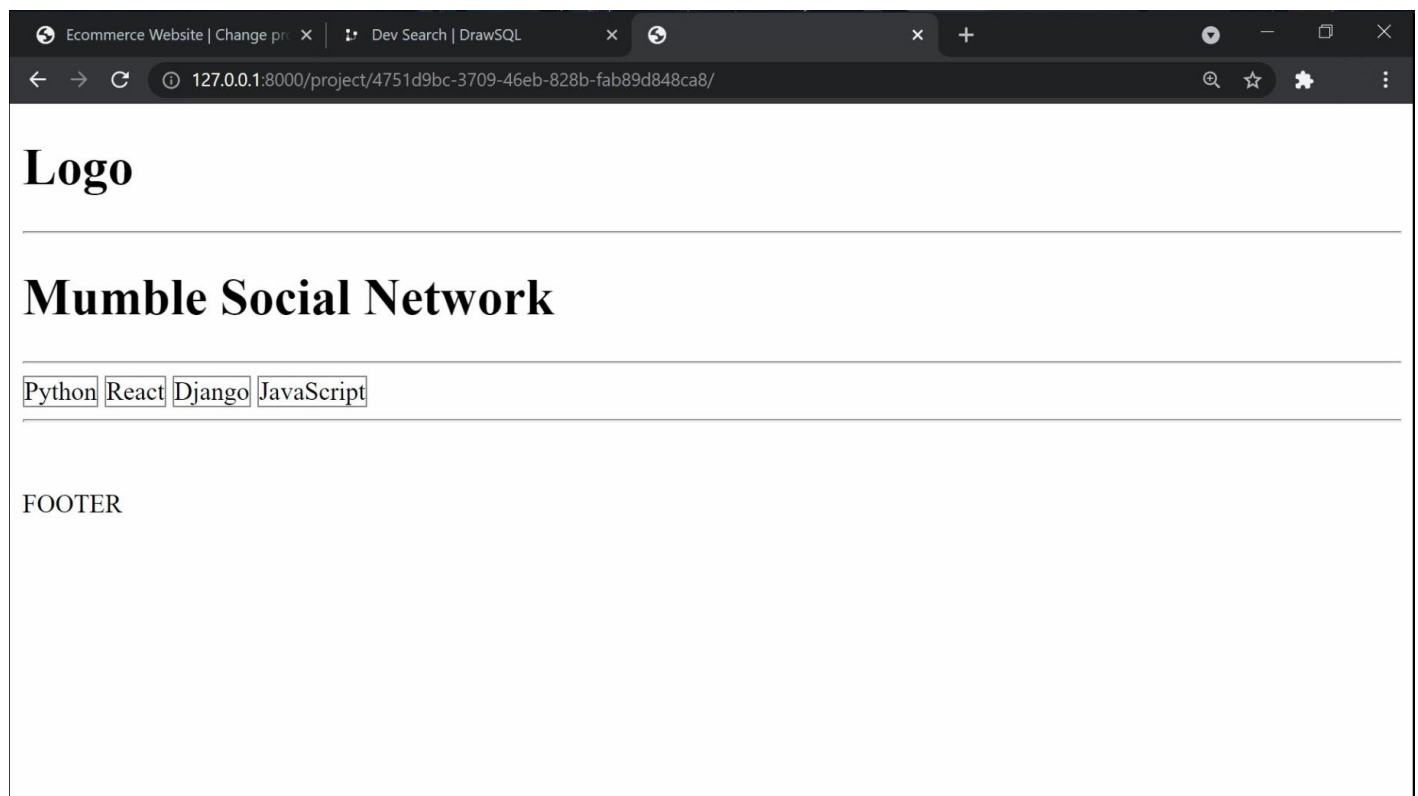 Ecommerce Website | Change pr
Dev Search | DrawSQL
127.0.0.1:8000/project/4751d9bc-3709-46eb-828b-fab89d848ca8/
Logo
Mumble Social Network
Python React Django JavaScript
FOOTER